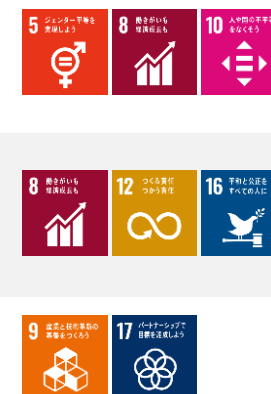 5 ジェンダー平等を
実現しよう
8 働きがいも
経済成長も
10 人や国の不平等
をなくそう
8 働きがいも
経済成長も
12 つくる責任
つかう責任
16 平和と公正を
すべての人に
9 産業と技術革新の
基盤をつくろう
17 パートナーシップで
目標を達成しよう